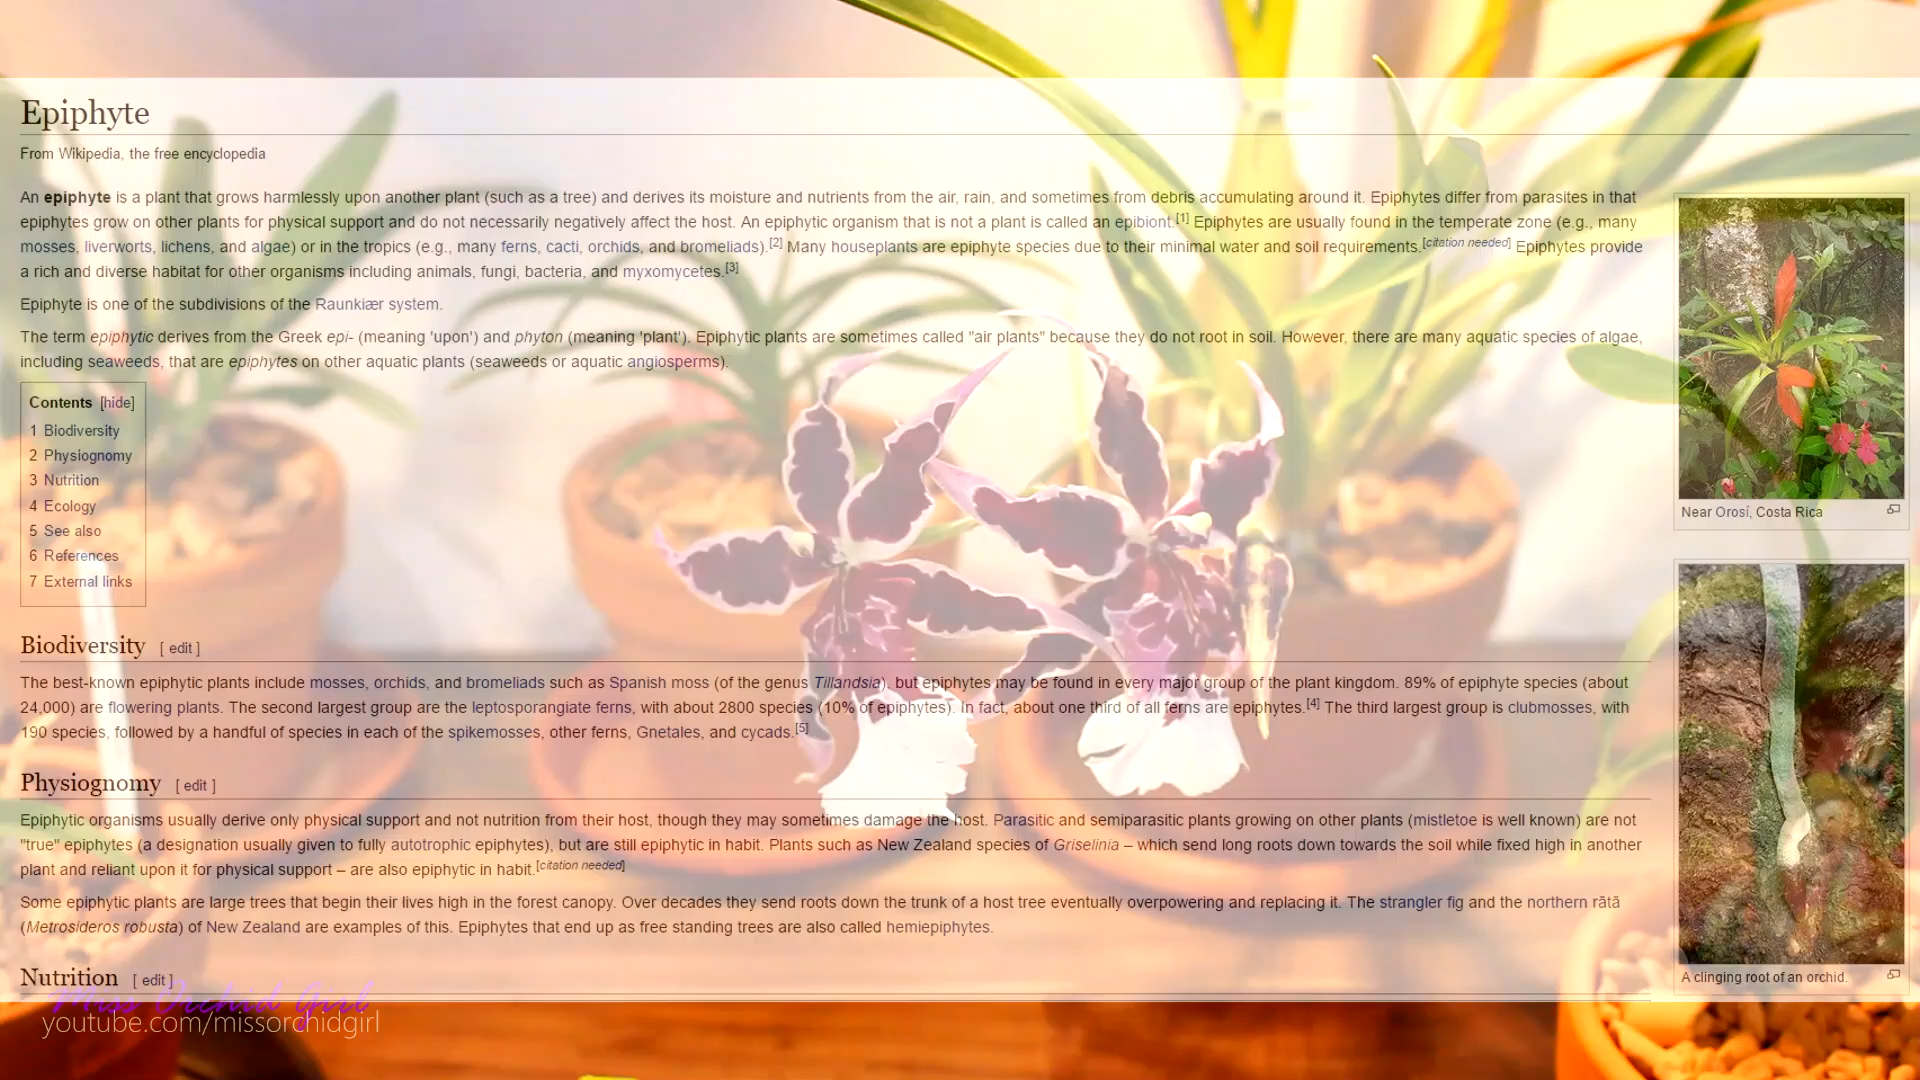 Epiphyte
From Wikipedia, the free encyclopedia
An epiphyte is a plant that grows harmlessly upon another plant (such as a tree) and derives its moisture and nutrients from the air, rain, and sometimes from debris accumulating around it. Epiphytes differ from parasites in that
epiphytes grow on other plants for physical support and do not necessarily negatively affect the host. An epiphytic organism that is not a plant is called an epibiont.[1] Epiphytes are usually found in the temperate zone (e.g., many
mosses, liverworts, lichens, and algae) or in the tropics (e.g., many ferns, cacti, orchids, and bromeliads).[2] Many houseplants are epiphyte species due to their minimal water and soil requirements.[citation needed] Epiphytes provide
a rich and diverse habitat for other organisms including animals, fungi, bacteria, and myxomycetes.[3]
Epiphyte is one of the subdivisions of the Raunkiær system.
The term epiphytic derives from the Greek epi- (meaning 'upon') and phyton (meaning 'plant'). Epiphytic plants are sometimes called "air plants" because they do not root in soil. However, there are many aquatic species of algae,
including seaweeds, that are epiphytes on other aquatic plants (seaweeds or aquatic angiosperms).
Contents [hide]
1 Biodiversity
2 Physiognomy
3 Nutrition
4 Ecology
5 See also
6 References
7 External links
Near Orosí, Costa Rica
Biodiversity [ edit ]
The best-known epiphytic plants include mosses, orchids, and bromeliads such as Spanish moss (of the genus Tillandsia), but epiphytes may be found in every major group of the plant kingdom. 89% of epiphyte species (about
24,000) are flowering plants. The second largest group are the leptosporangiate ferns, with about 2800 species (10% of epiphytes). In fact, about one third of all ferns are epiphytes.[4] The third largest group is clubmosses, with
190 species, followed by a handful of species in each of the spikemosses, other ferns, Gnetales, and cycads.[5]
Physiognomy [ edit ]
Epiphytic organisms usually derive only physical support and not nutrition from their host, though they may sometimes damage the host. Parasitic and semiparasitic plants growing on other plants (mistletoe is well known) are not
"true" epiphytes (a designation usually given to fully autotrophic epiphytes), but are still epiphytic in habit. Plants such as New Zealand species of Griselinia – which send long roots down towards the soil while fixed high in another
plant and reliant upon it for physical support – are also epiphytic in habit.[citation needed]
Some epiphytic plants are large trees that begin their lives high in the forest canopy. Over decades they send roots down the trunk of a host tree eventually overpowering and replacing it. The strangler fig and the northern rātā
(Metrosideros robusta) of New Zealand are examples of this. Epiphytes that end up as free standing trees are also called hemiepiphytes.
A clinging root of an orchid.
Nutrition [ edit ]
Miss Orchid Girl
youtube.com/missorchidgirl